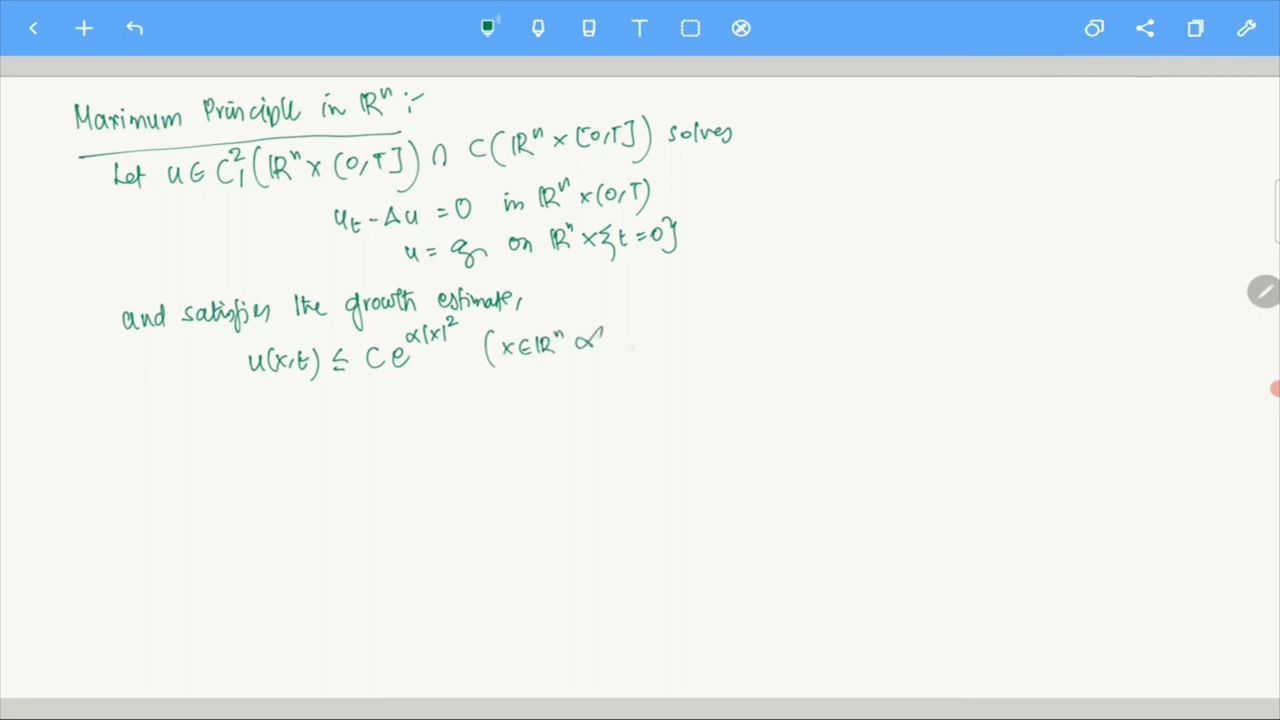 Maximum Principle in ℝⁿ :-
Let u ∈ C₁²(ℝⁿ × (0,T]) ∩ C(ℝⁿ × [0,T]) solves
uₜ - Δu = 0 in ℝⁿ × (0,T)
u = g on ℝⁿ × {t=0}
and satisfies the growth estimate,
u(x,t) ≤ C e^{α|x|²} (x ∈ ℝⁿ α